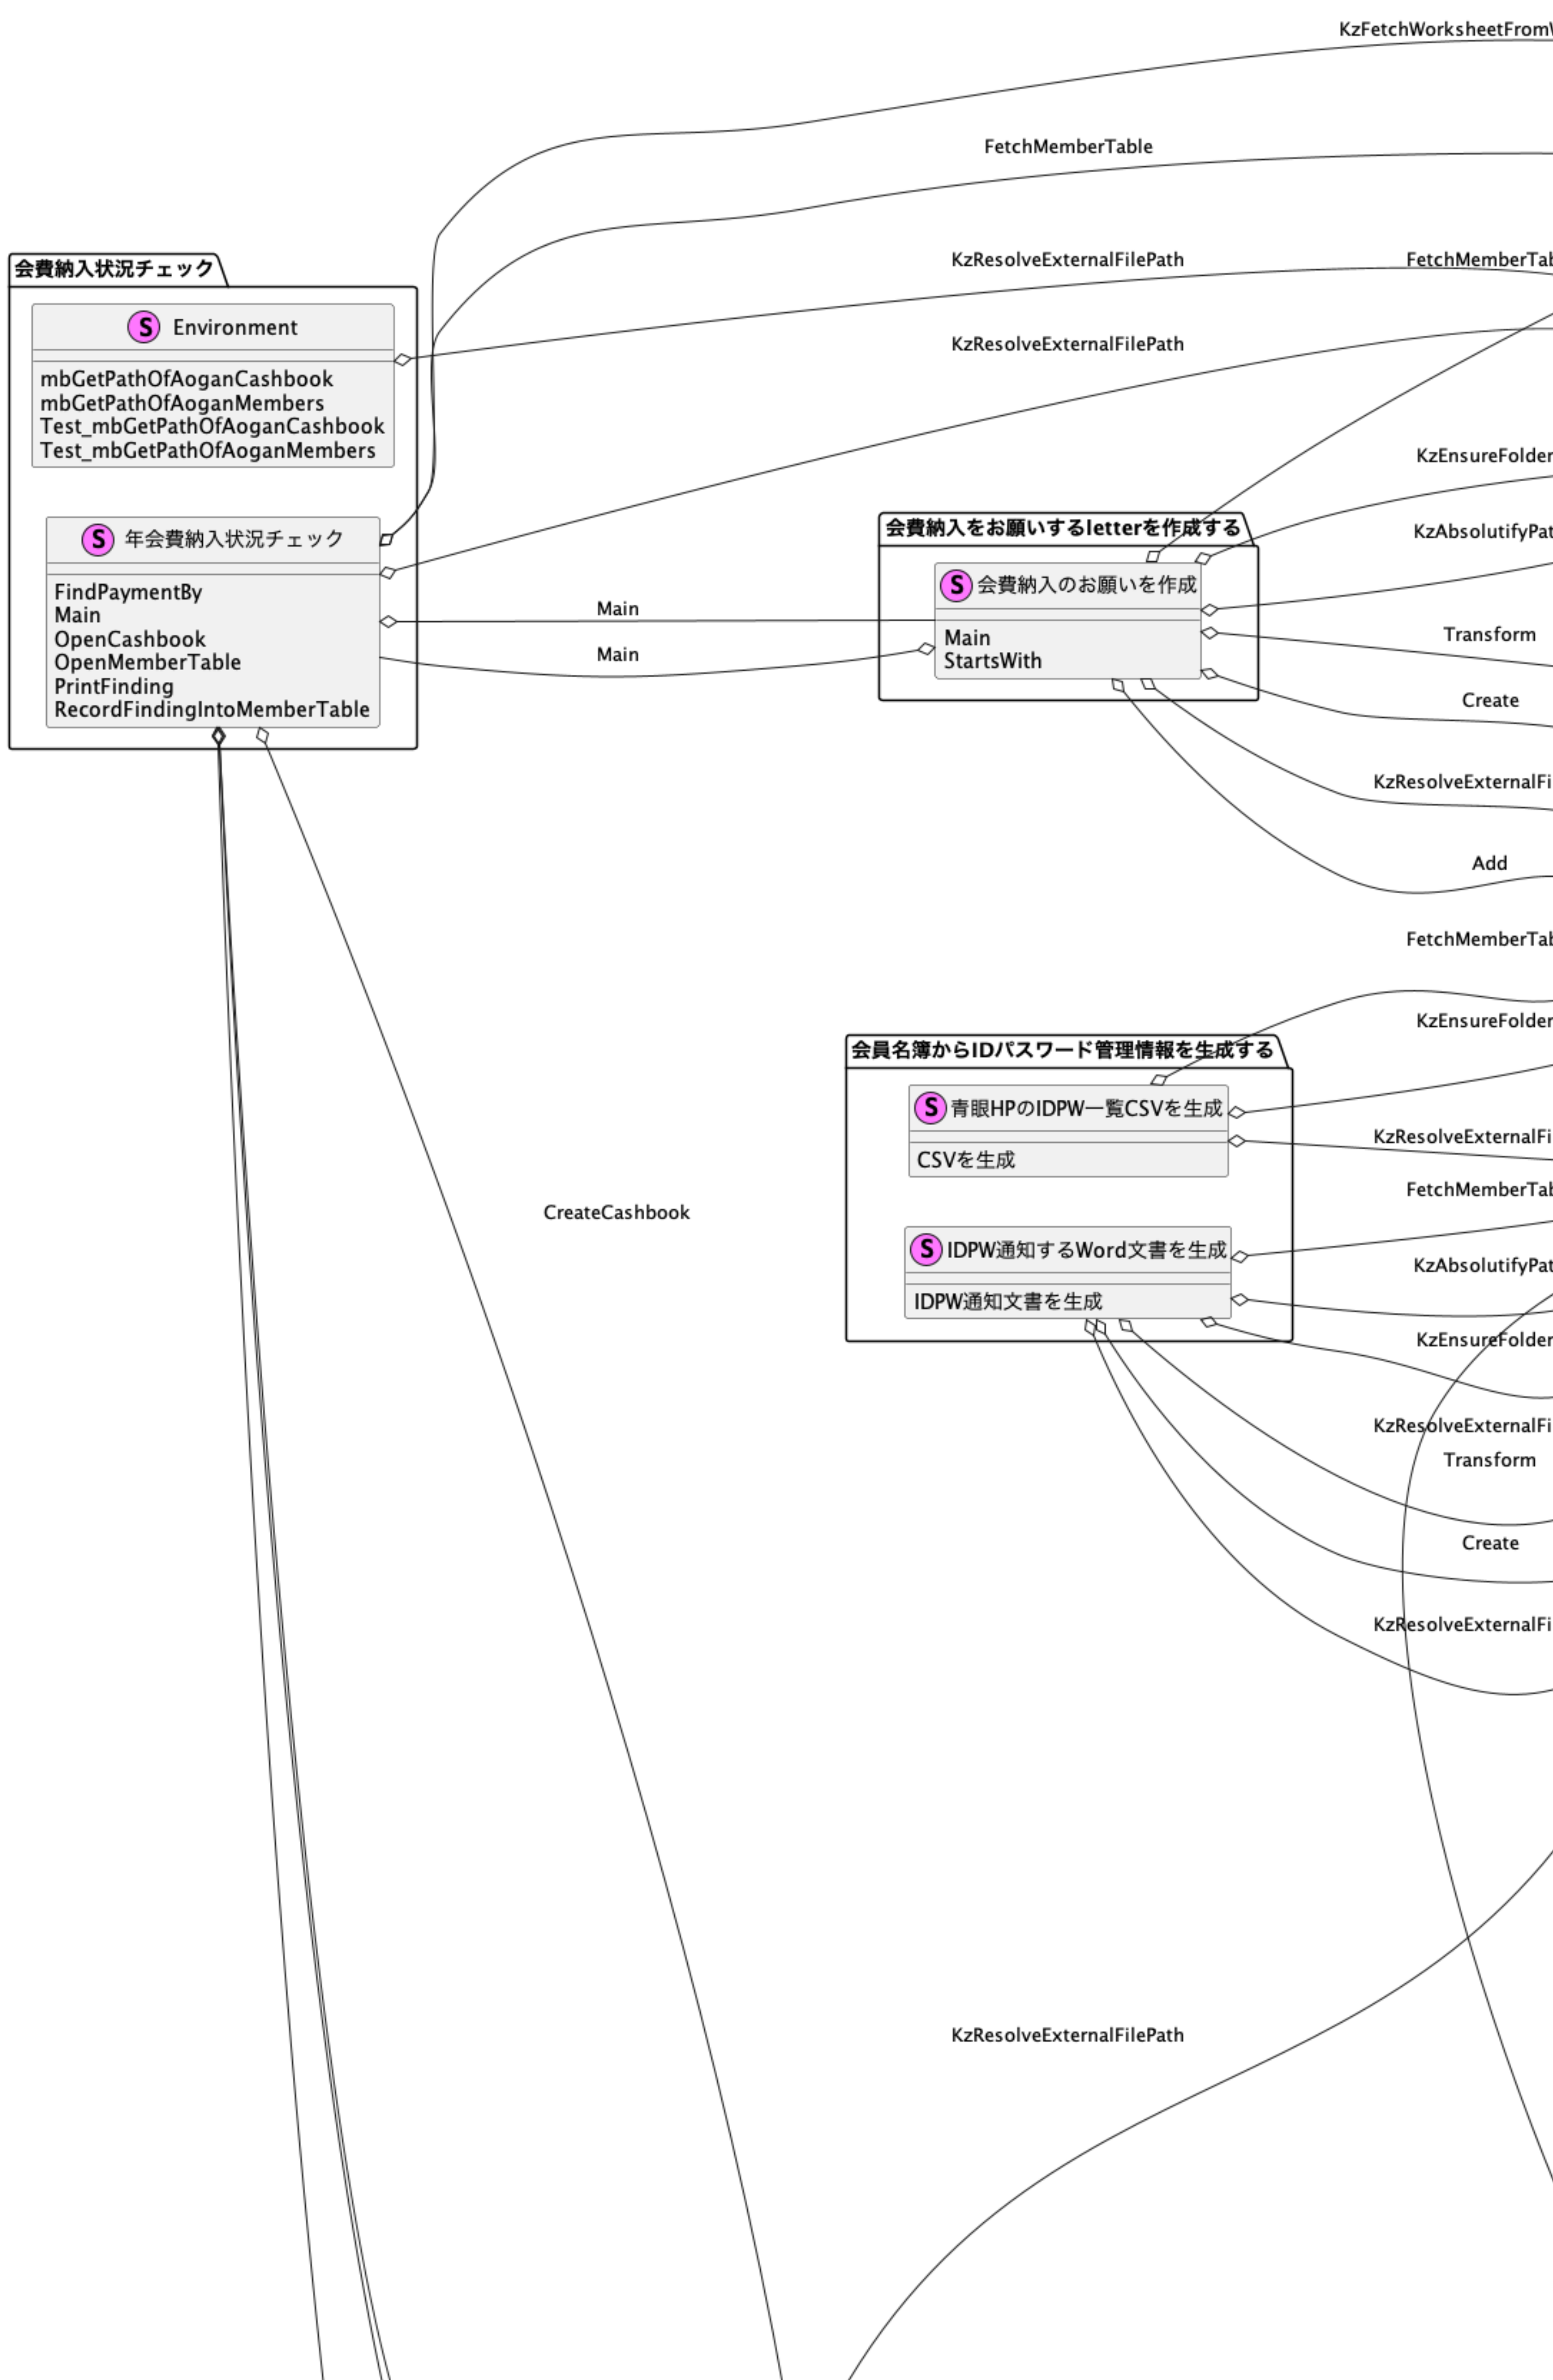 KzFetchWorksheetFromW
FetchMemberTable
会費納入状況チェック
KzResolveExternalFilePath
FetchMemberTab
S Environment
KzResolveExternalFilePath
mbGetPathOfAoganCashbook
mbGetPathOfAoganMembers
Test_mbGetPathOfAoganCashbook
Test_mbGetPathOfAoganMembers
KzEnsureFolder
会費納入をお願いするletterを作成する
KzAbsolutifyPat
S 年会費納入状況チェック
S 会費納入のお願いを作成
FindPaymentBy
Main
OpenCashbook
OpenMemberTable
PrintFinding
RecordFindingIntoMemberTable
Main
Main
Main
StartsWith
Transform
Create
KzResolveExternalFi
Add
FetchMemberTab
KzEnsureFolder
会員名簿からIDパスワード管理情報を生成する
S 青眼HPのIDPW一覧CSVを生成
KzResolveExternalFi
CSVを生成
FetchMemberTab
CreateCashbook
S IDPW通知するWord文書を生成
KzAbsolutifyPat
IDPW通知文書を生成
KzEnsureFolder
KzResolveExternalFi
Transform
Create
KzResolveExternalFi
KzResolveExternalFilePath